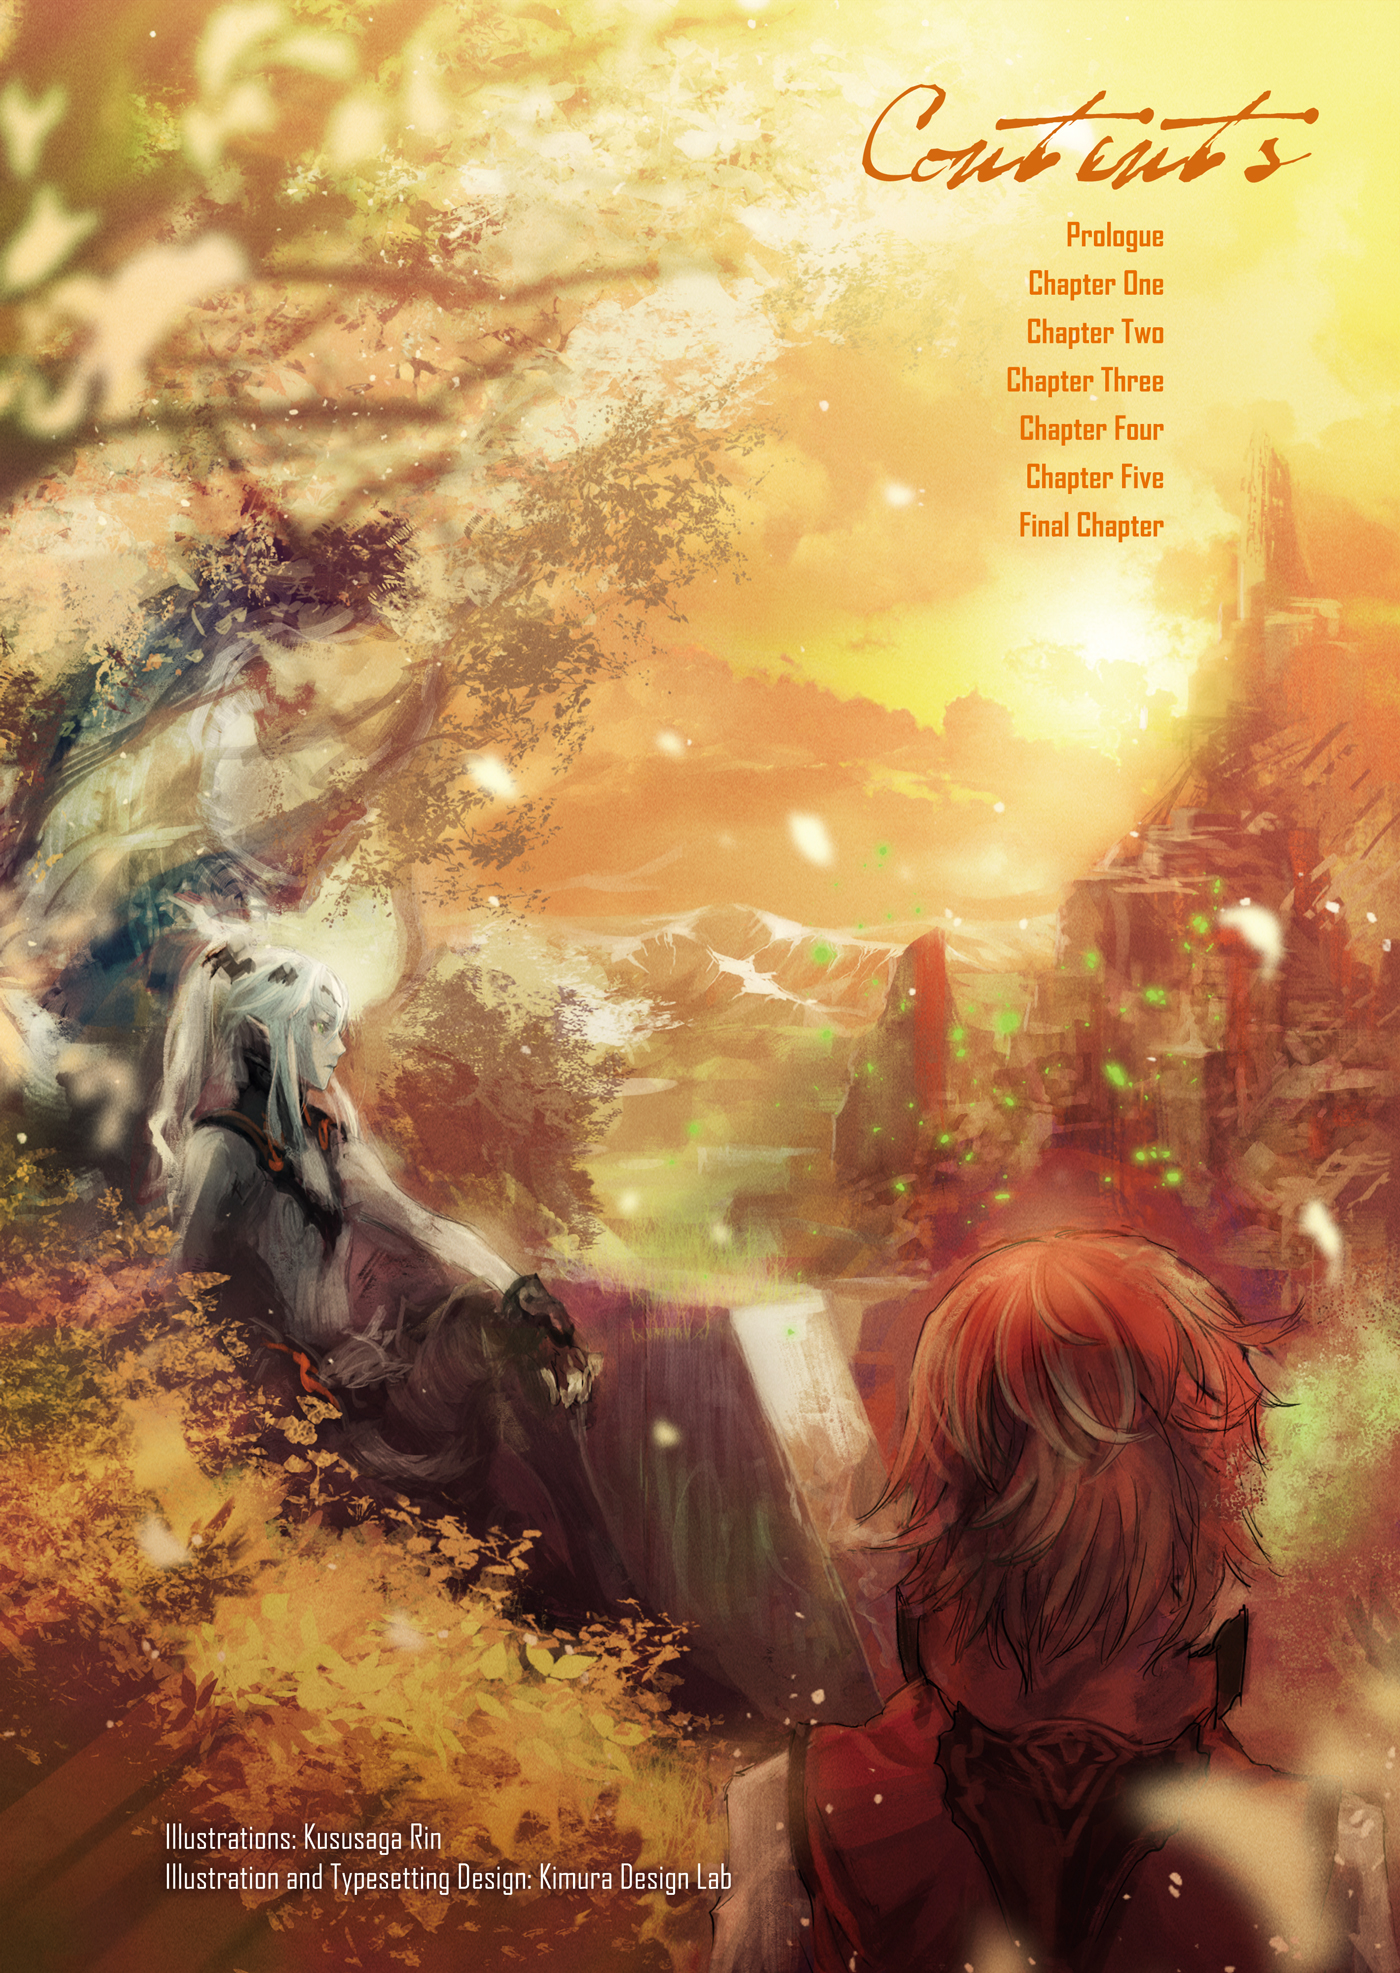 Contents
Prologue
Chapter One
Chapter Two
Chapter Three
Chapter Four
Chapter Five
Final Chapter
Illustrations: Kususaga Rin
Illustration and Typesetting Design: Kimura Design Lab